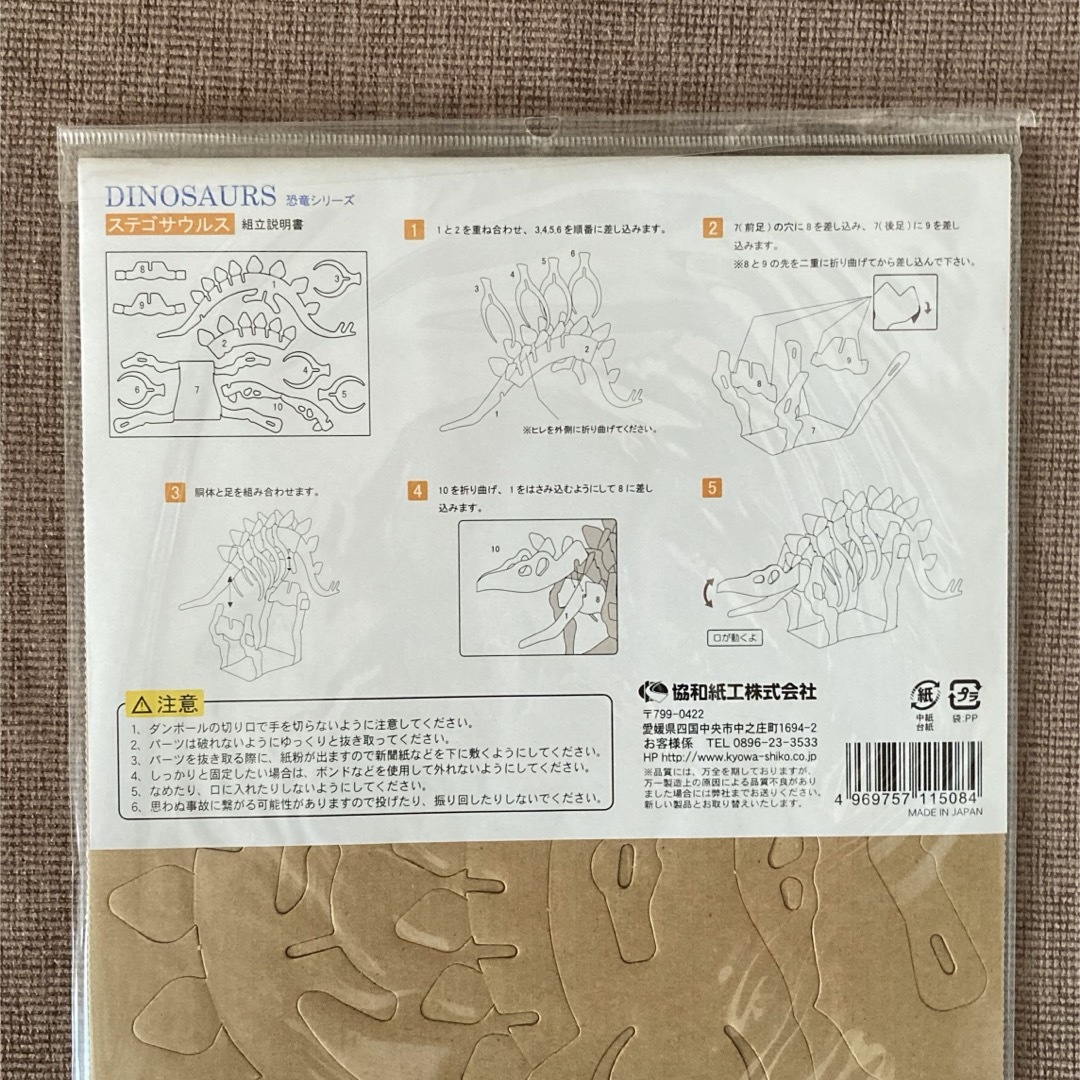 DINOSAURS 恐竜シリーズ
ステゴサウルス 組立説明書
8
9
1
3
2
4
6
7
10
5
1 1と2を重ね合わせ、3,4,5,6を順番に差し込みます。
3
4
5
6
2
1
※ヒレを外側に折り曲げてください。
2 7(前足)の穴に8を差し込み、7(後足)に9を差し
込みます。
※8と9の先を二重に折り曲げてから差し込んで下さい。
8
9
7
3 胴体と足を組み合わせます。
4 10を折り曲げ、1をはさみ込むようにして8に差し
込みます。
10
1
8
5
口が動くよ
注意
1、ダンボールの切り口で手を切らないように注意してください。
2、パーツは破れないようにゆっくりと抜き取ってください。
3、パーツを抜き取る際に、紙粉が出ますので新聞紙などを下に敷くようにしてください。
4、しっかりと固定したい場合は、ボンドなどを使用して外れないようにしてください。
5、なめたり、口に入れたりしないようにしてください。
6、思わぬ事故に繋がる可能性がありますので投げたり、振り回したりしないでください。
協和紙工株式会社
〒799-0422
愛媛県四国中央市中之庄町1694-2
お客様係 TEL 0896-23-3533
HP http://www.kyowa-shiko.co.jp
※品質には、万全を期しておりますが、
万一製造上の原因による品質不良があり
ました場合には弊社までお送りください。
新しい製品とお取り替えいたします。
紙
中紙
台紙
プラ
袋:PP
4 969757 115084
MADE IN JAPAN